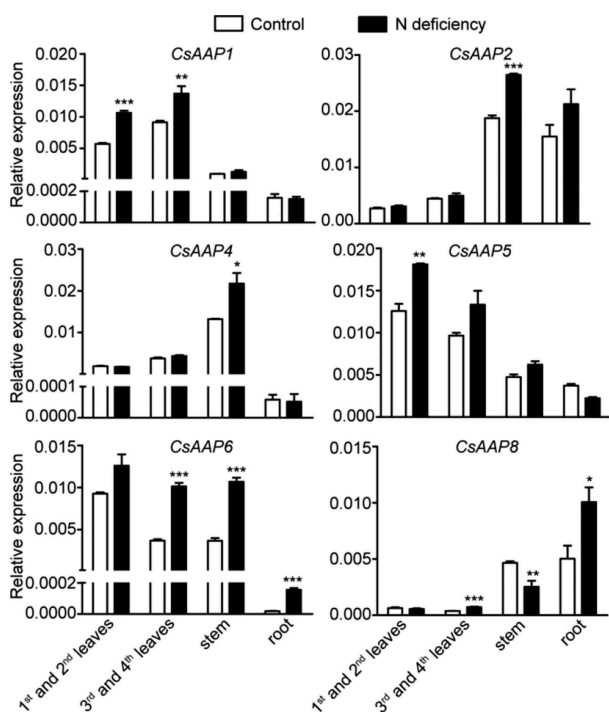 Control N deficiency
CsAAP1
Relative expression
0.020
0.015
0.010
0.005
0.0002
0.0000
***
**
CsAAP2
0.03
0.02
0.01
0.00
***
CsAAP4
Relative expression
0.03
0.02
0.01
0.0001
0.0000
*
CsAAP5
0.020
0.015
0.010
0.005
0.000
**
CsAAP6
Relative expression
0.015
0.010
0.005
0.0002
0.0000
***
***
***
CsAAP8
0.015
0.010
0.005
0.000
***
**
*
1st and 2nd leaves
3rd and 4th leaves
stem
root
1st and 2nd leaves
3rd and 4th leaves
stem
root